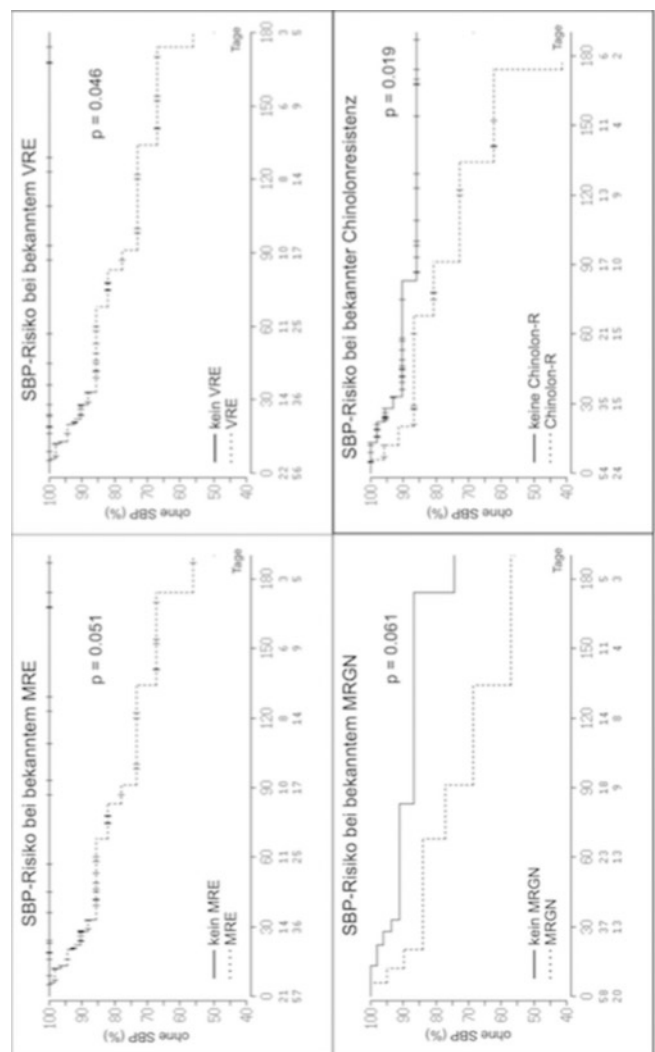 SBP-Risiko bei bekanntem MRE
p = 0.051
ohne SBP (%)
100
90
80
70
60
50
40
kein MRE
MRE
0 30 60 90 120 150 180
Tage
21 14 11 10 8 6 3
57 36 25 17 14 9 5
SBP-Risiko bei bekanntem VRE
p = 0.046
ohne SBP (%)
100
90
80
70
60
50
40
kein VRE
VRE
0 30 60 90 120 150 180
Tage
22 14 11 10 8 6 3
56 36 25 17 14 9 5
SBP-Risiko bei bekanntem MRGN
p = 0.061
ohne SBP (%)
100
90
80
70
60
50
40
kein MRGN
MRGN
0 30 60 90 120 150 180
Tage
58 37 23 18 14 11 5
20 13 13 9 8 4 3
SBP-Risiko bei bekannter Chinolonresistenz
p = 0.019
ohne SBP (%)
100
90
80
70
60
50
40
keine Chinolon-R
Chinolon-R
0 30 60 90 120 150 180
Tage
54 35 21 17 13 11 6
24 15 15 10 9 4 2